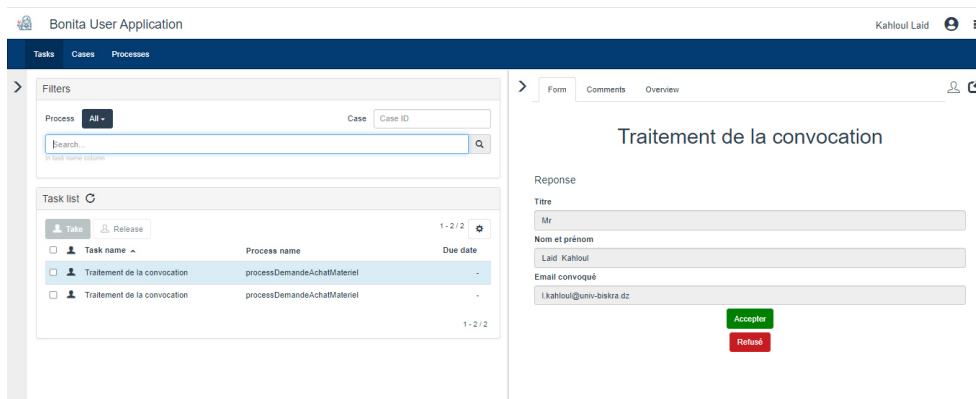 Bonita User Application
Kahloul Laid
Tasks Cases Processes
Filters
Process All Case Case ID
Search...
In task name column
Task list
Take Release 1 - 2 / 2
Task name Process name Due date
Traitement de la convocation processDemandeAchatMateriel -
Traitement de la convocation processDemandeAchatMateriel -
1 - 2 / 2
Form Comments Overview
Traitement de la convocation
Reponse
Titre
Mr
Nom et prénom
Laid Kahloul
Email convoqué
l.kahloul@univ-biskra.dz
Accepter
Refusé